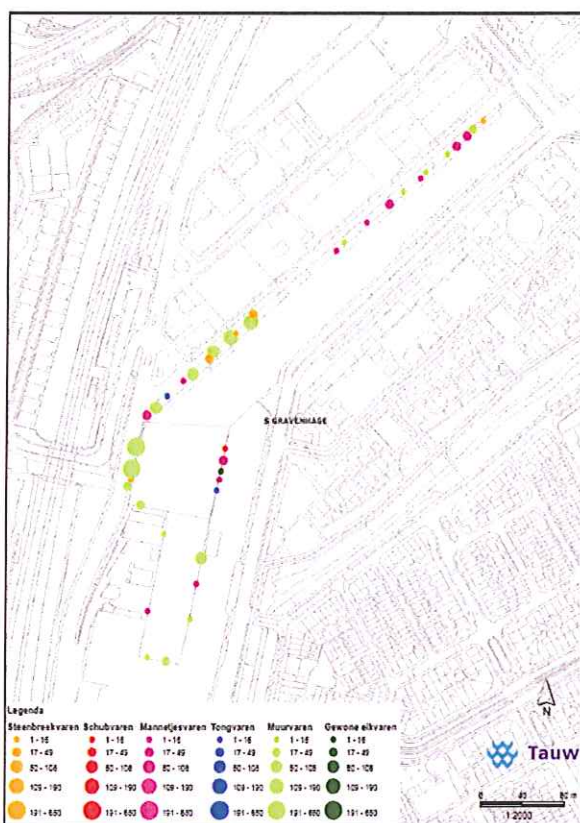 'S GRAVENHAGE
Legenda
Steenbreekvaren Schubvaren Mannetjesvaren Tongvaren Muurvaren Gewone eikvaren
1 - 16 1 - 16 1 - 16 1 - 16 1 - 16 1 - 16
17 - 49 17 - 49 17 - 49 17 - 49 17 - 49 17 - 49
50 - 108 50 - 108 50 - 108 50 - 108 50 - 108 50 - 108
109 - 190 109 - 190 109 - 190 109 - 190 109 - 190 109 - 190
191 - 650 191 - 650 191 - 650 191 - 650 191 - 650 191 - 650
N
Tauw
0 40 80 m
1:2000